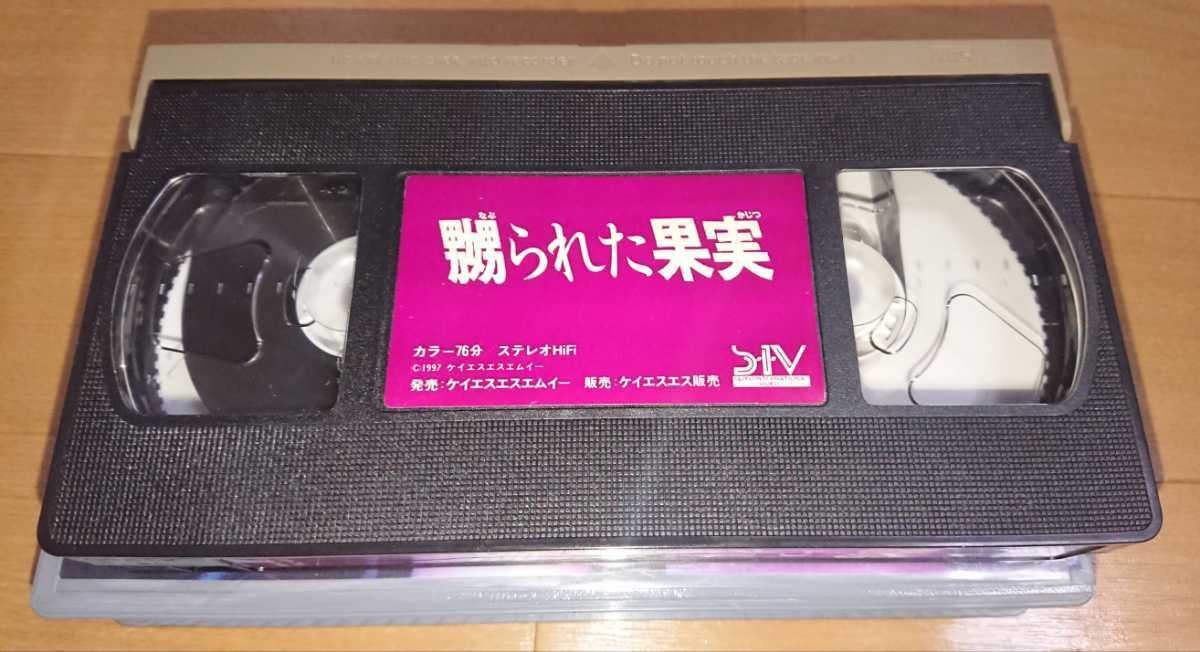 嬲られた果実
なぶ
かじつ
カラー76分 ステレオHiFi
©1997 ケイエスエスエムイー
発売:ケイエスエスエムイー 販売:ケイエスエス販売